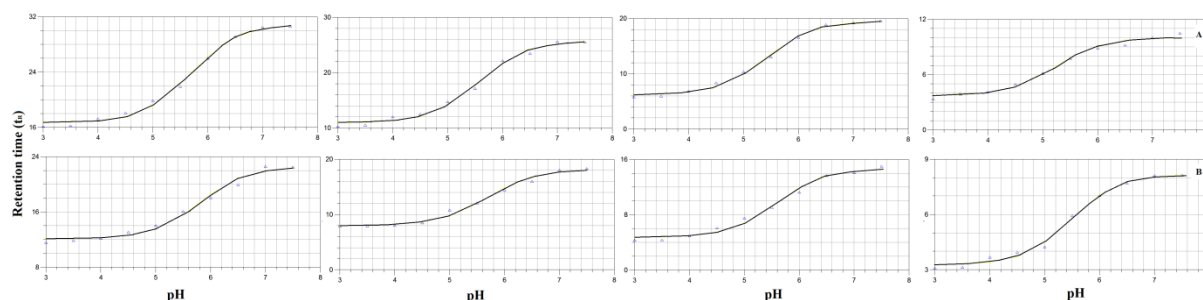 32 30 20 12 A
24 20 14 8
16 10 0 0
3 4 5 6 7 8 3 4 5 6 7 8 3 4 5 6 7 8 3 4 5 6 7
24 20 16 9 B
16 10 8 6
8 0 0 3
3 4 5 6 7 8 3 4 5 6 7 8 3 4 5 6 7 8 3 4 5 6 7 8
pH pH pH pH
Retention time (tR)